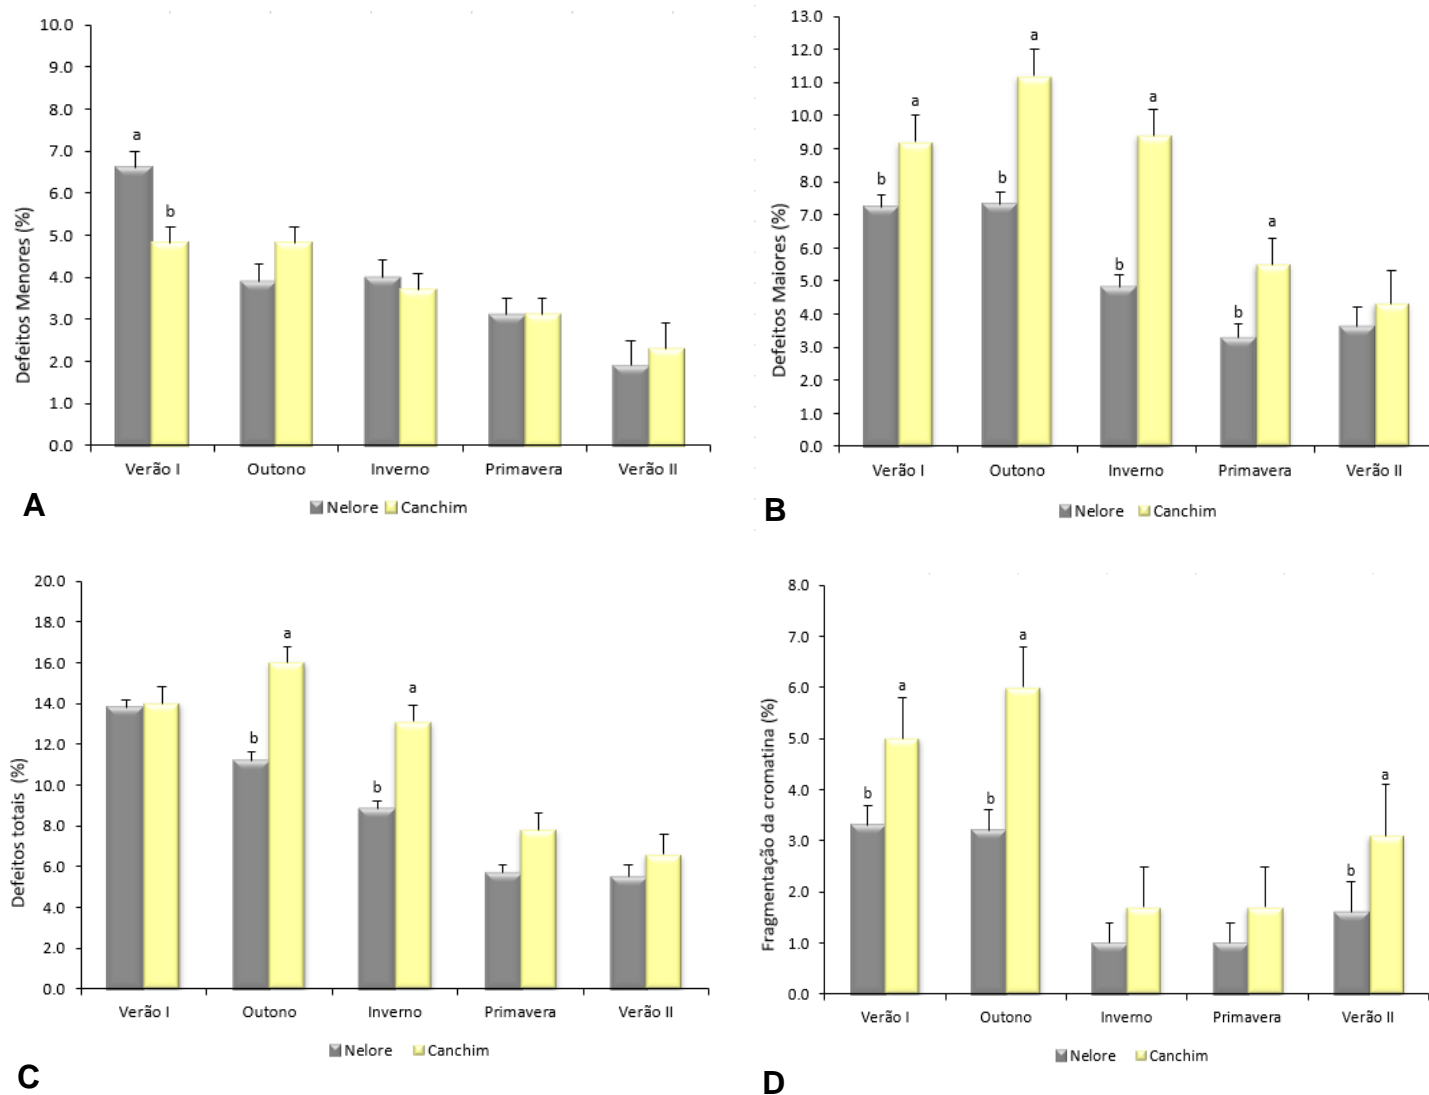 Defeitos Menores (%)
10.0
9.0
8.0
7.0
6.0
5.0
4.0
3.0
2.0
1.0
0.0
a
b
Verão I Outono Inverno Primavera Verão II
Nelore Canchim
A
Defeitos Maiores (%)
13.0
12.0
11.0
10.0
9.0
8.0
7.0
6.0
5.0
4.0
3.0
2.0
1.0
0.0
b a
b a
b a
b a
Verão I Outono Inverno Primavera Verão II
Nelore Canchim
B
Defeitos totais (%)
20.0
18.0
16.0
14.0
12.0
10.0
8.0
6.0
4.0
2.0
0.0
b a
b a
Verão I Outono Inverno Primavera Verão II
Nelore Canchim
C
Fragmentação da cromatina (%)
8.0
7.0
6.0
5.0
4.0
3.0
2.0
1.0
0.0
b a
b a
b a
Verão I Outono Inverno Primavera Verão II
Nelore Canchim
D